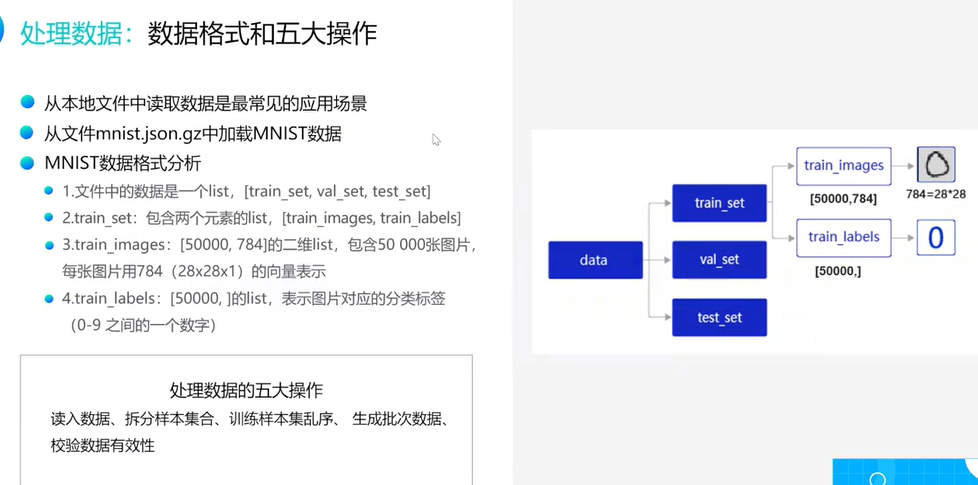 处理数据：数据格式和五大操作
从本地文件中读取数据是最常见的应用场景
从文件mnist.json.gz中加载MNIST数据
MNIST数据格式分析
1.文件中的数据是一个list，[train_set, val_set, test_set]
2.train_set：包含两个元素的list，[train_images, train_labels]
3.train_images：[50000, 784]的二维list，包含50 000张图片，
每张图片用784（28x28x1）的向量表示
4.train_labels：[50000, ]的list，表示图片对应的分类标签
（0-9 之间的一个数字）
处理数据的五大操作
读入数据、拆分样本集合、训练样本集乱序、 生成批次数据、
校验数据有效性
data
train_set
val_set
test_set
train_images
[50000,784]
784=28*28
train_labels
[50000,]
0
0